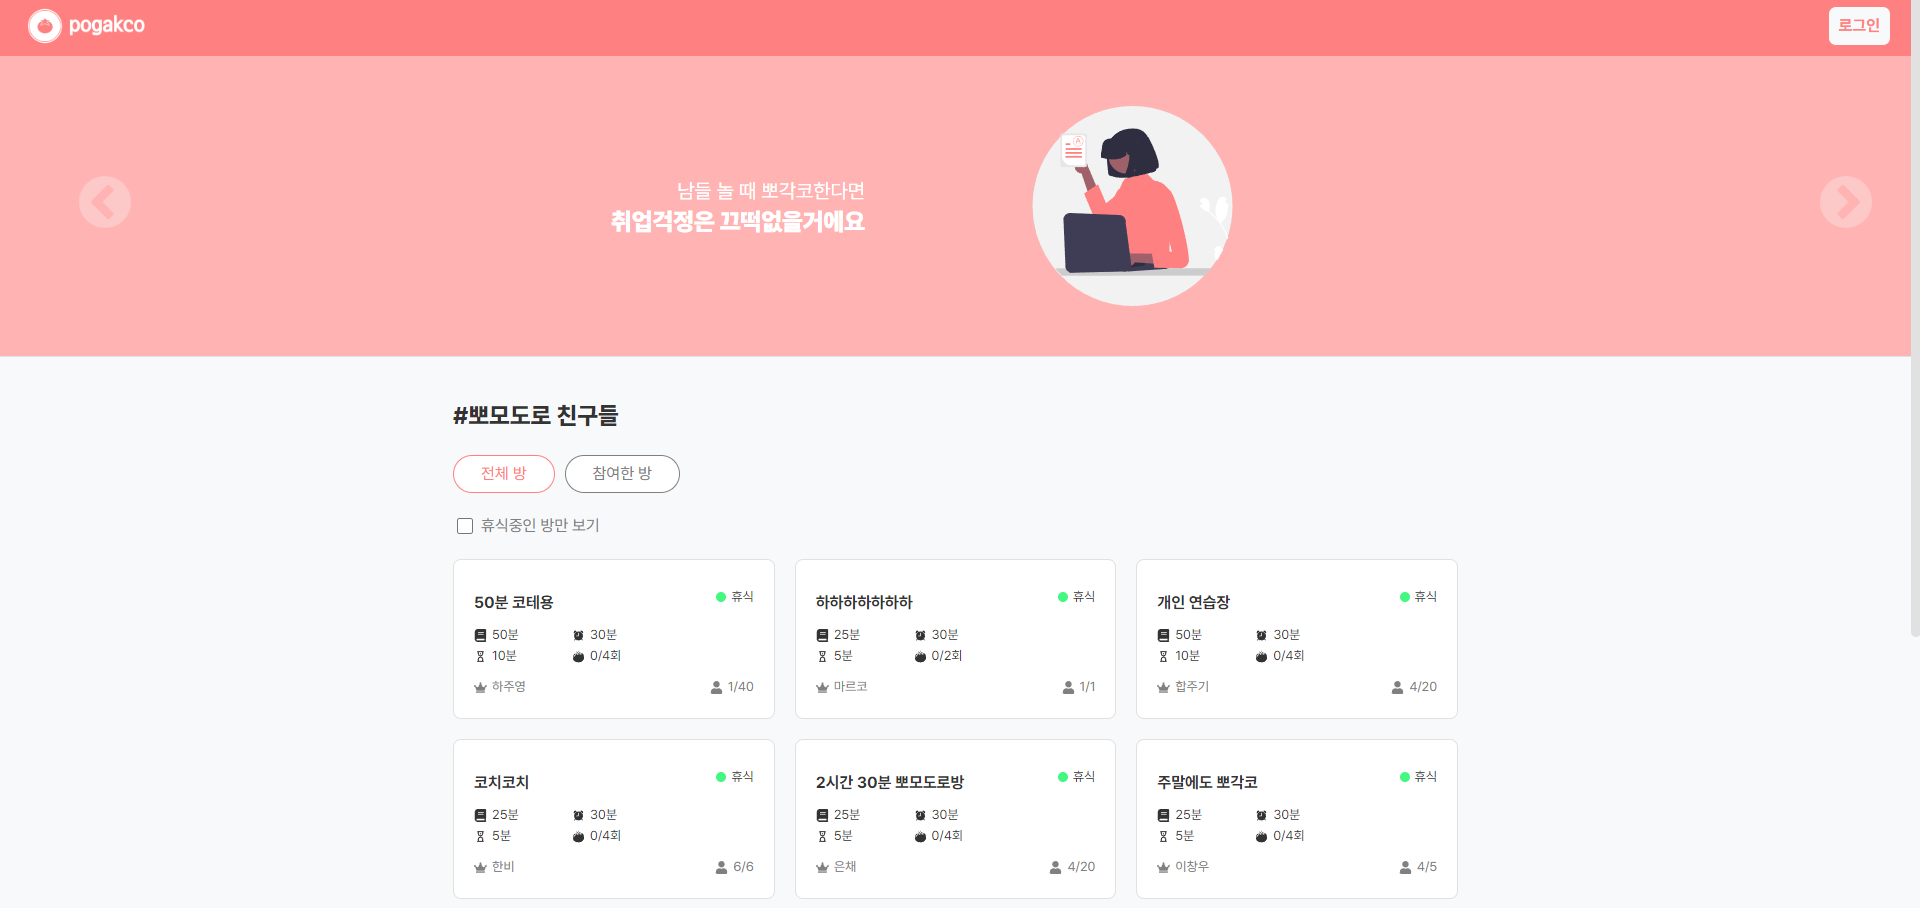 pogakco
로그인
남들 놀 때 뽀각코한다면
취업걱정은 끄떡없을거에요
#뽀모도로 친구들
전체 방 참여한 방
휴식중인 방만 보기
50분 코테용 휴식
50분 30분
10분 0/4회
하주영 1/40
하하하하하하하 휴식
25분 30분
5분 0/2회
마르코 1/1
개인 연습장 휴식
50분 30분
10분 0/4회
합주기 4/20
코치코치 휴식
25분 30분
5분 0/4회
한비 6/6
2시간 30분 뽀모도로방 휴식
25분 30분
5분 0/4회
은채 4/20
주말에도 뽀각코 휴식
25분 30분
5분 0/4회
이창우 4/5